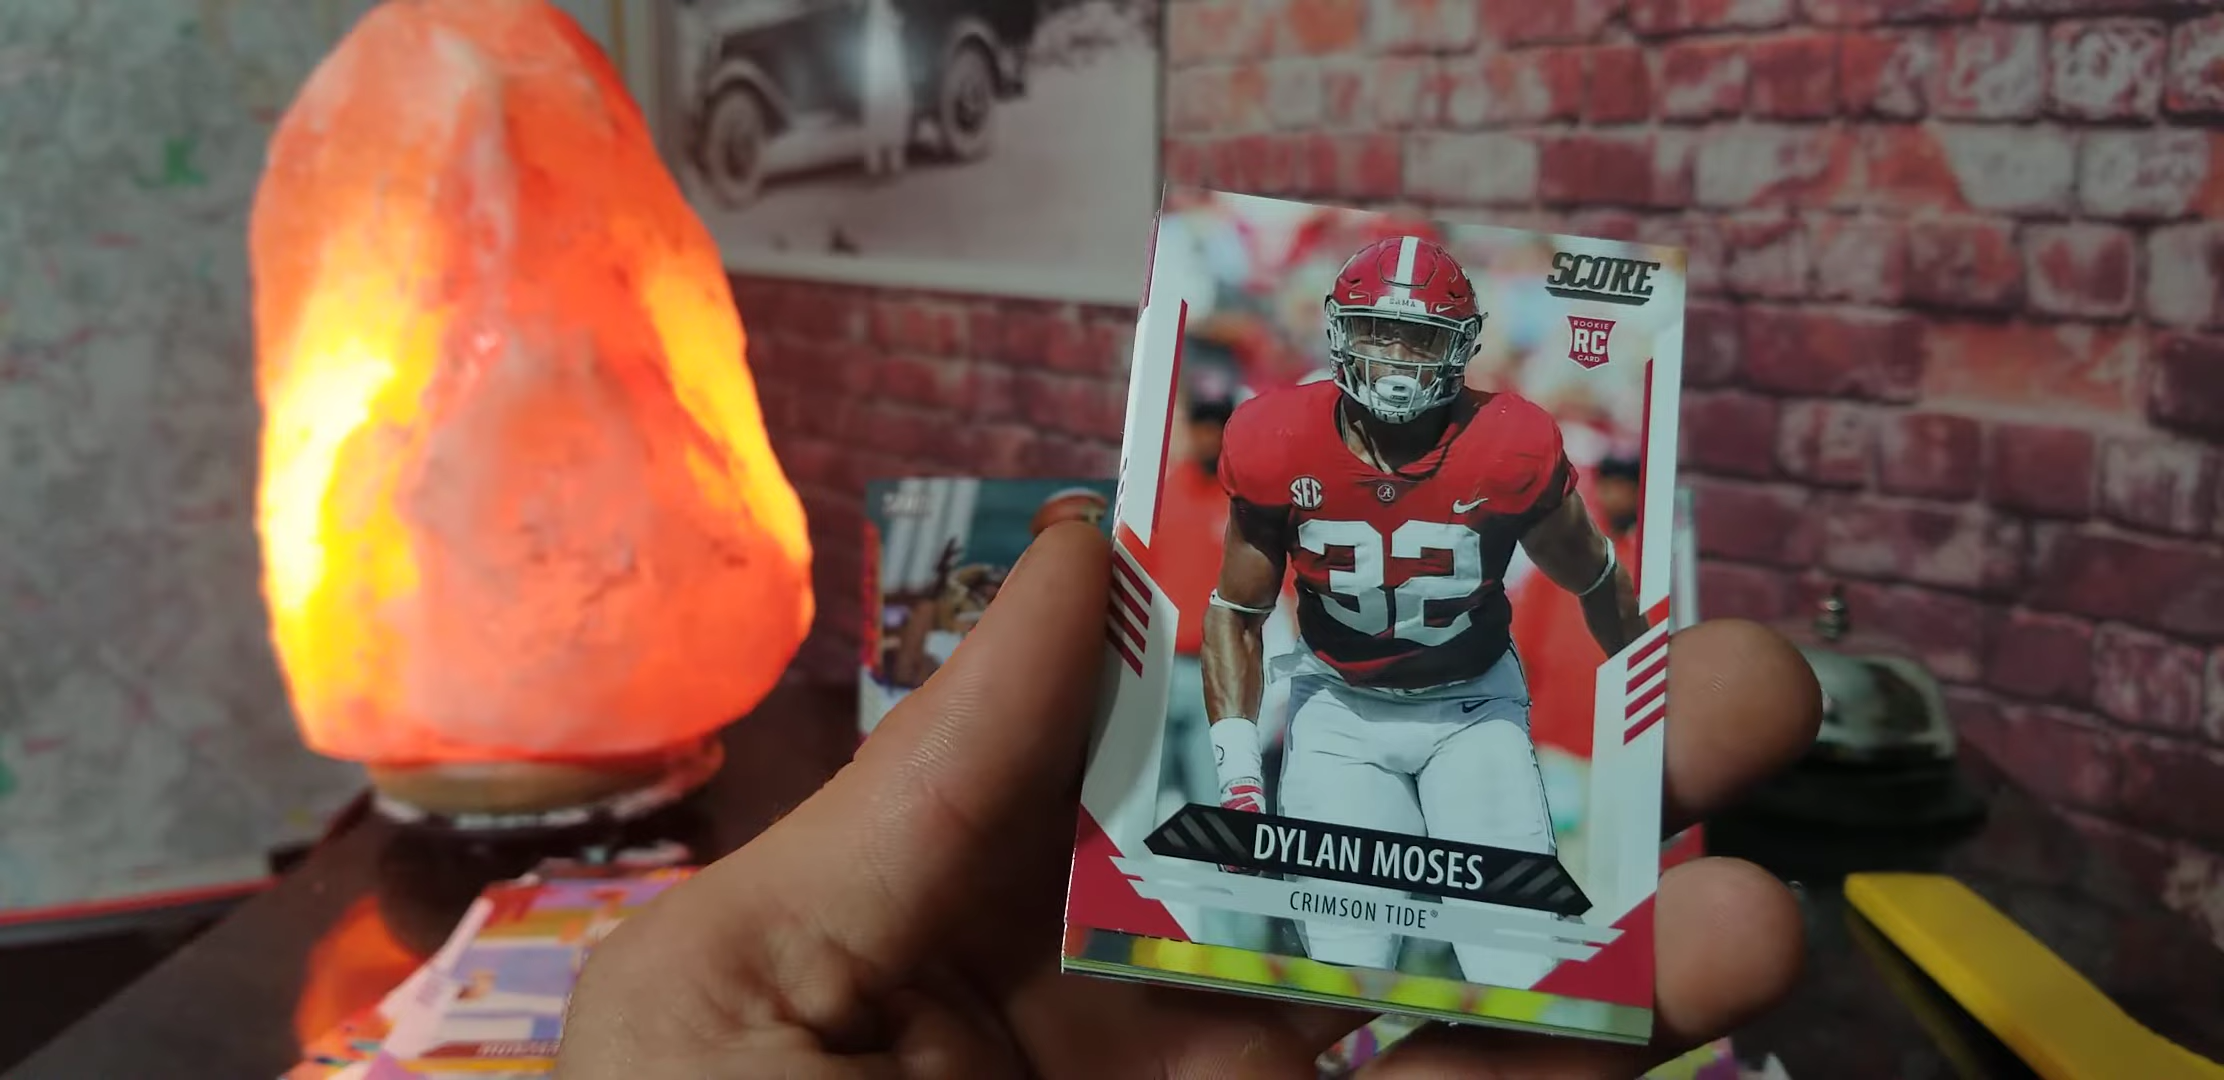 SCORE
ROOKIE
RC
CARD
BAMA
SEC
A
32
DYLAN MOSES
CRIMSON TIDE®